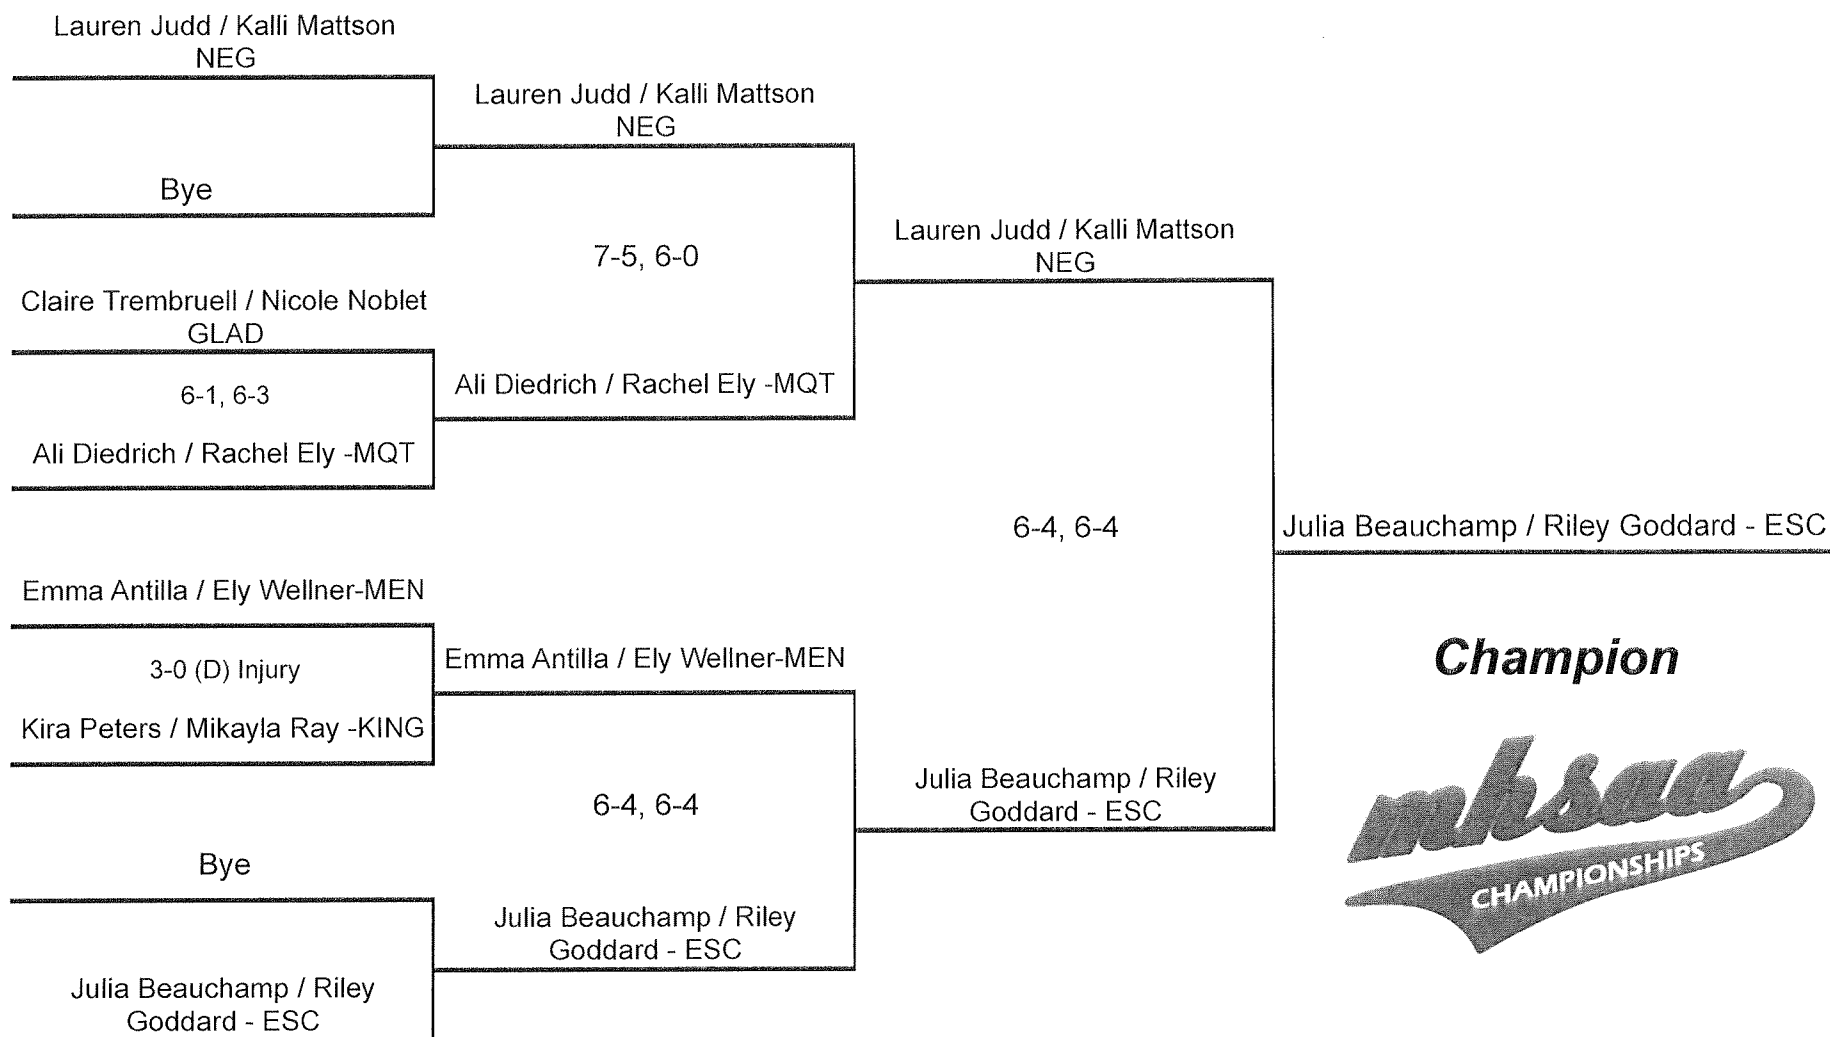 Lauren Judd / Kalli Mattson
NEG
Bye
Claire Trembruell / Nicole Noblet
GLAD
6-1, 6-3
Ali Diedrich / Rachel Ely -MQT
Emma Antilla / Ely Wellner-MEN
3-0 (D) Injury
Kira Peters / Mikayla Ray -KING
Bye
Julia Beauchamp / Riley
Goddard - ESC
Lauren Judd / Kalli Mattson
NEG
7-5, 6-0
Ali Diedrich / Rachel Ely -MQT
Emma Antilla / Ely Wellner-MEN
6-4, 6-4
Julia Beauchamp / Riley
Goddard - ESC
Lauren Judd / Kalli Mattson
NEG
6-4, 6-4
Julia Beauchamp / Riley
Goddard - ESC
Julia Beauchamp / Riley Goddard - ESC
Champion
mhsaa
CHAMPIONSHIPS